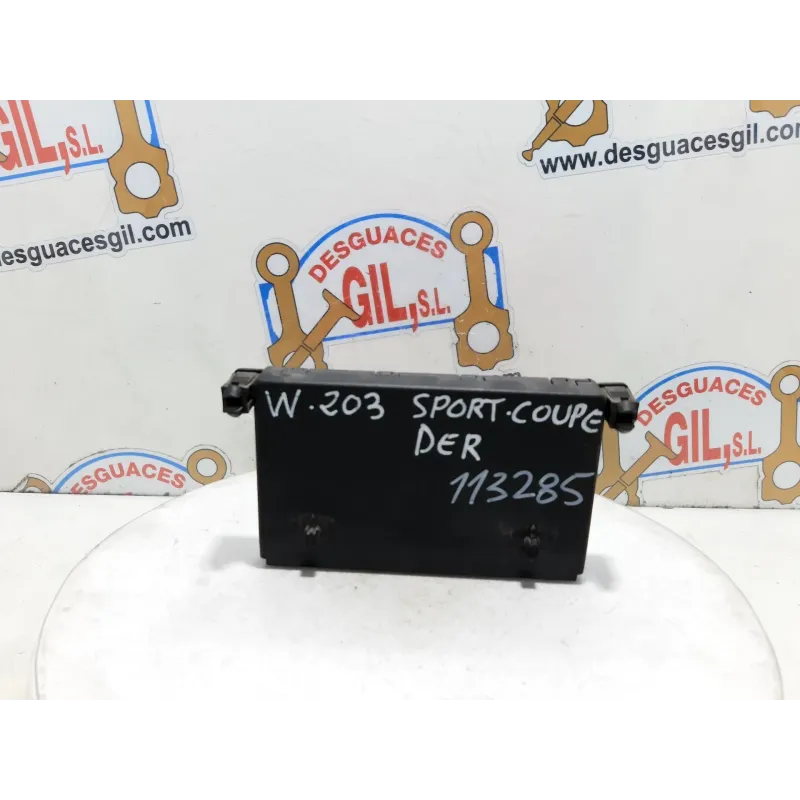 GIL,S.L.
desguacesgil.com
DESGUACES
GIL,S.L.
www.desguacesgil.com
DESGUACES
GIL,S.L.
DESGUACES
W.203 SPORT.COUPE
DER
113285